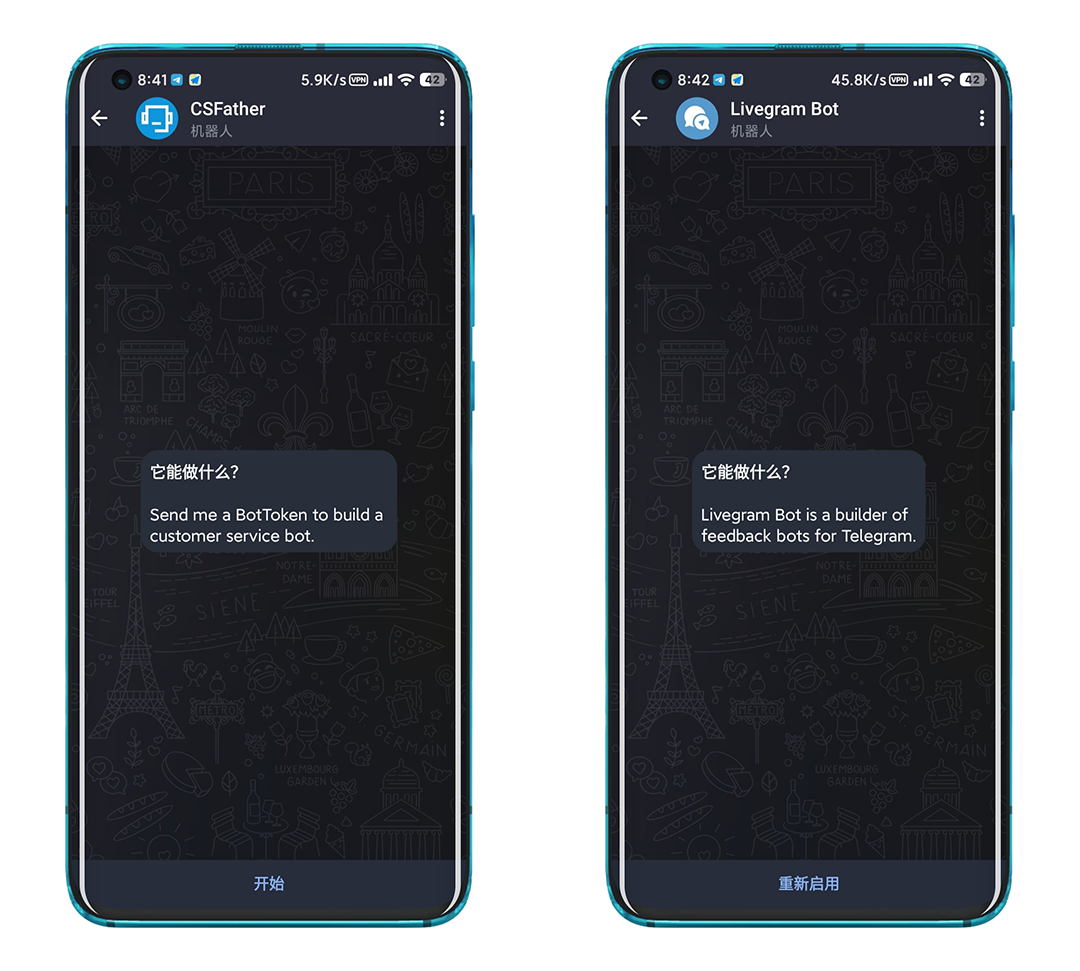 8:41
5.9K/s VPN 42
CSFather
机器人
PARIS
METRO
MOULIN
ROUGE
SACRÉ-COEUR
ARC DE
TRIOMPHE
CHAMPS
它能做什么?
Send me a BotToken to build a
customer service bot.
NOTRE-
DAME
TOUR
EIFFEL
SIENE
METRO
ST.
GERMAIN
LUXEMBOURG
GARDEN
开始
8:42
45.8K/s VPN 42
Livegram Bot
机器人
PARIS
METRO
MOULIN
ROUGE
SACRÉ-COEUR
ARC DE
TRIOMPHE
CHAMPS
它能做什么?
Livegram Bot is a builder of
feedback bots for Telegram.
NOTRE-
DAME
TOUR
EIFFEL
SIENE
METRO
ST.
GERMAIN
LUXEMBOURG
GARDEN
重新启用